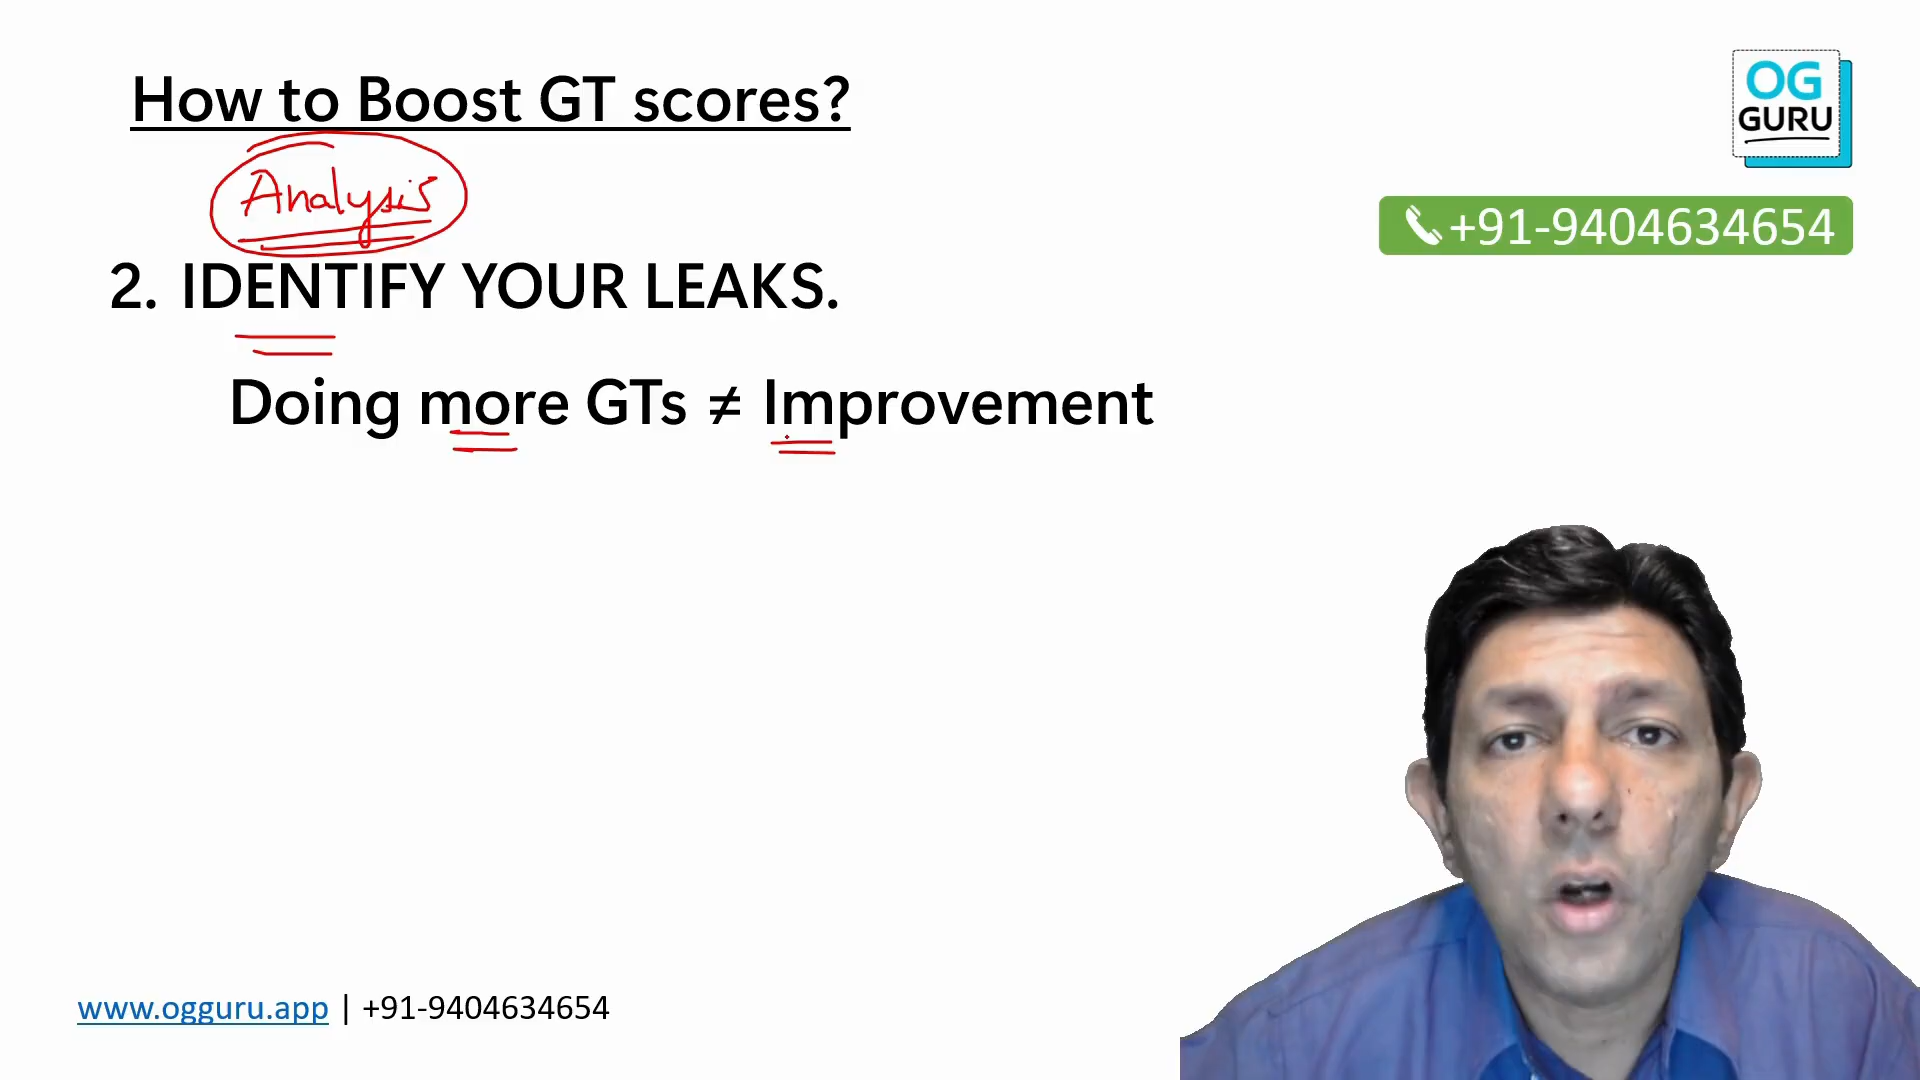 How to Boost GT scores?
OG
GURU
Analysis
+91-9404634654
2. IDENTIFY YOUR LEAKS.
Doing more GTs ≠ Improvement
www.ogguru.app | +91-9404634654